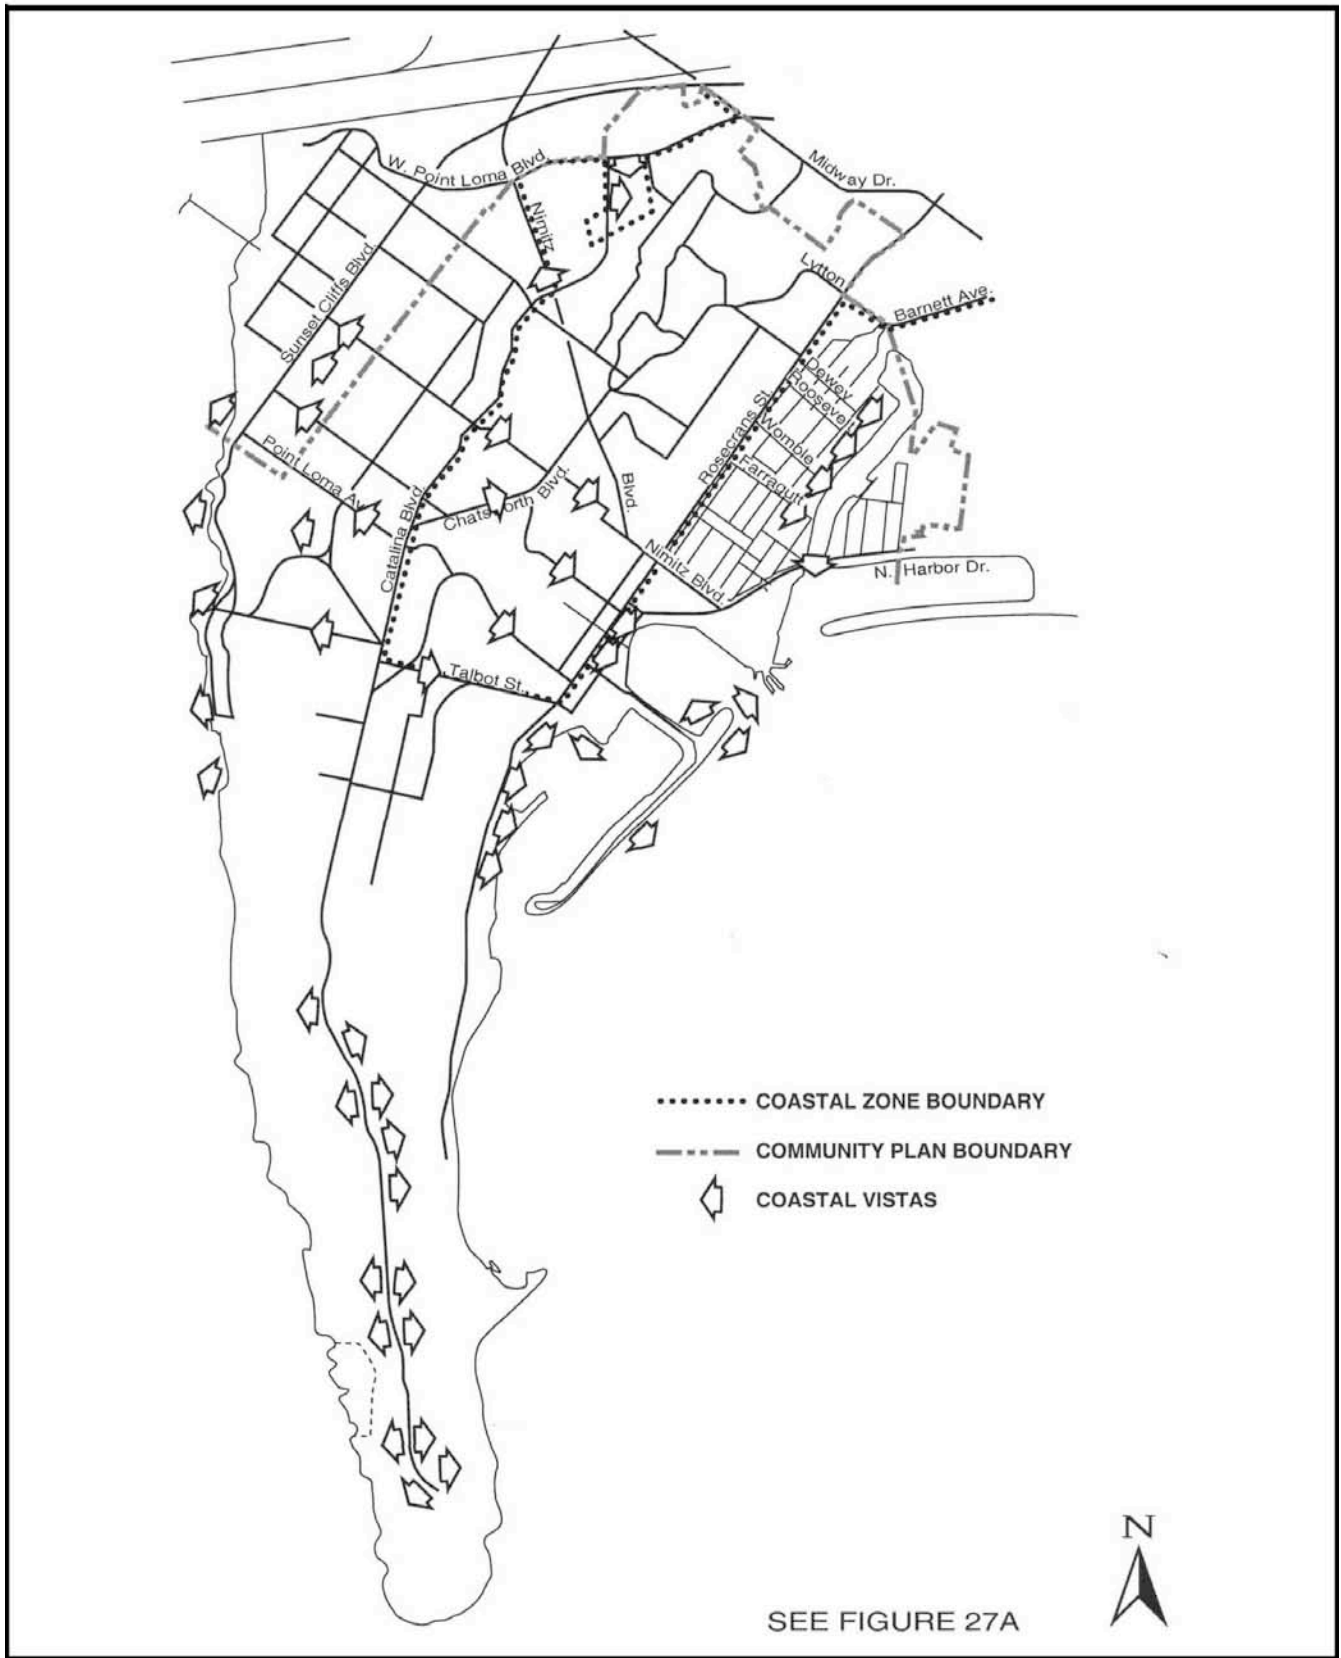 W. Point Loma Blvd.
Midway Dr.
Nimitz
Lytton
Barnett Ave.
Sunset Cliffs Blvd.
Dewey
Roosevelt
Rosecrans St.
Womble
Farragutt
Point Loma Av
Catalina Blvd.
Chatsworth Blvd.
Blvd.
Nimitz Blvd.
N. Harbor Dr.
Talbot St.
COASTAL ZONE BOUNDARY
COMMUNITY PLAN BOUNDARY
COASTAL VISTAS
N
SEE FIGURE 27A